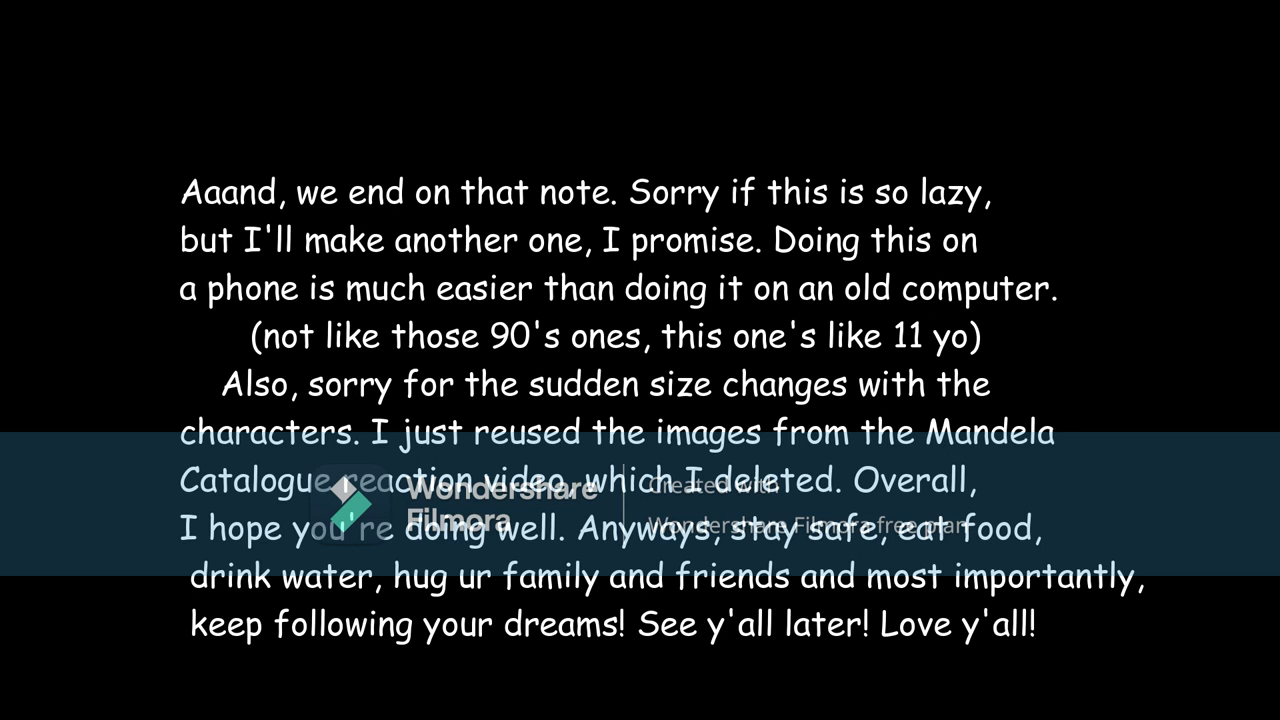 Aaand, we end on that note. Sorry if this is so lazy,
but I'll make another one, I promise. Doing this on
a phone is much easier than doing it on an old computer.
(not like those 90's ones, this one's like 11 yo)
Also, sorry for the sudden size changes with the
characters. I just reused the images from the Mandela
Catalogue reaction video, which I deleted. Overall,
I hope you're doing well. Anyways, stay safe, eat food,
drink water, hug ur family and friends and most importantly,
keep following your dreams! See y'all later! Love y'all!
Wondershare
Filmora
Created with
Wondershare Filmora free plan